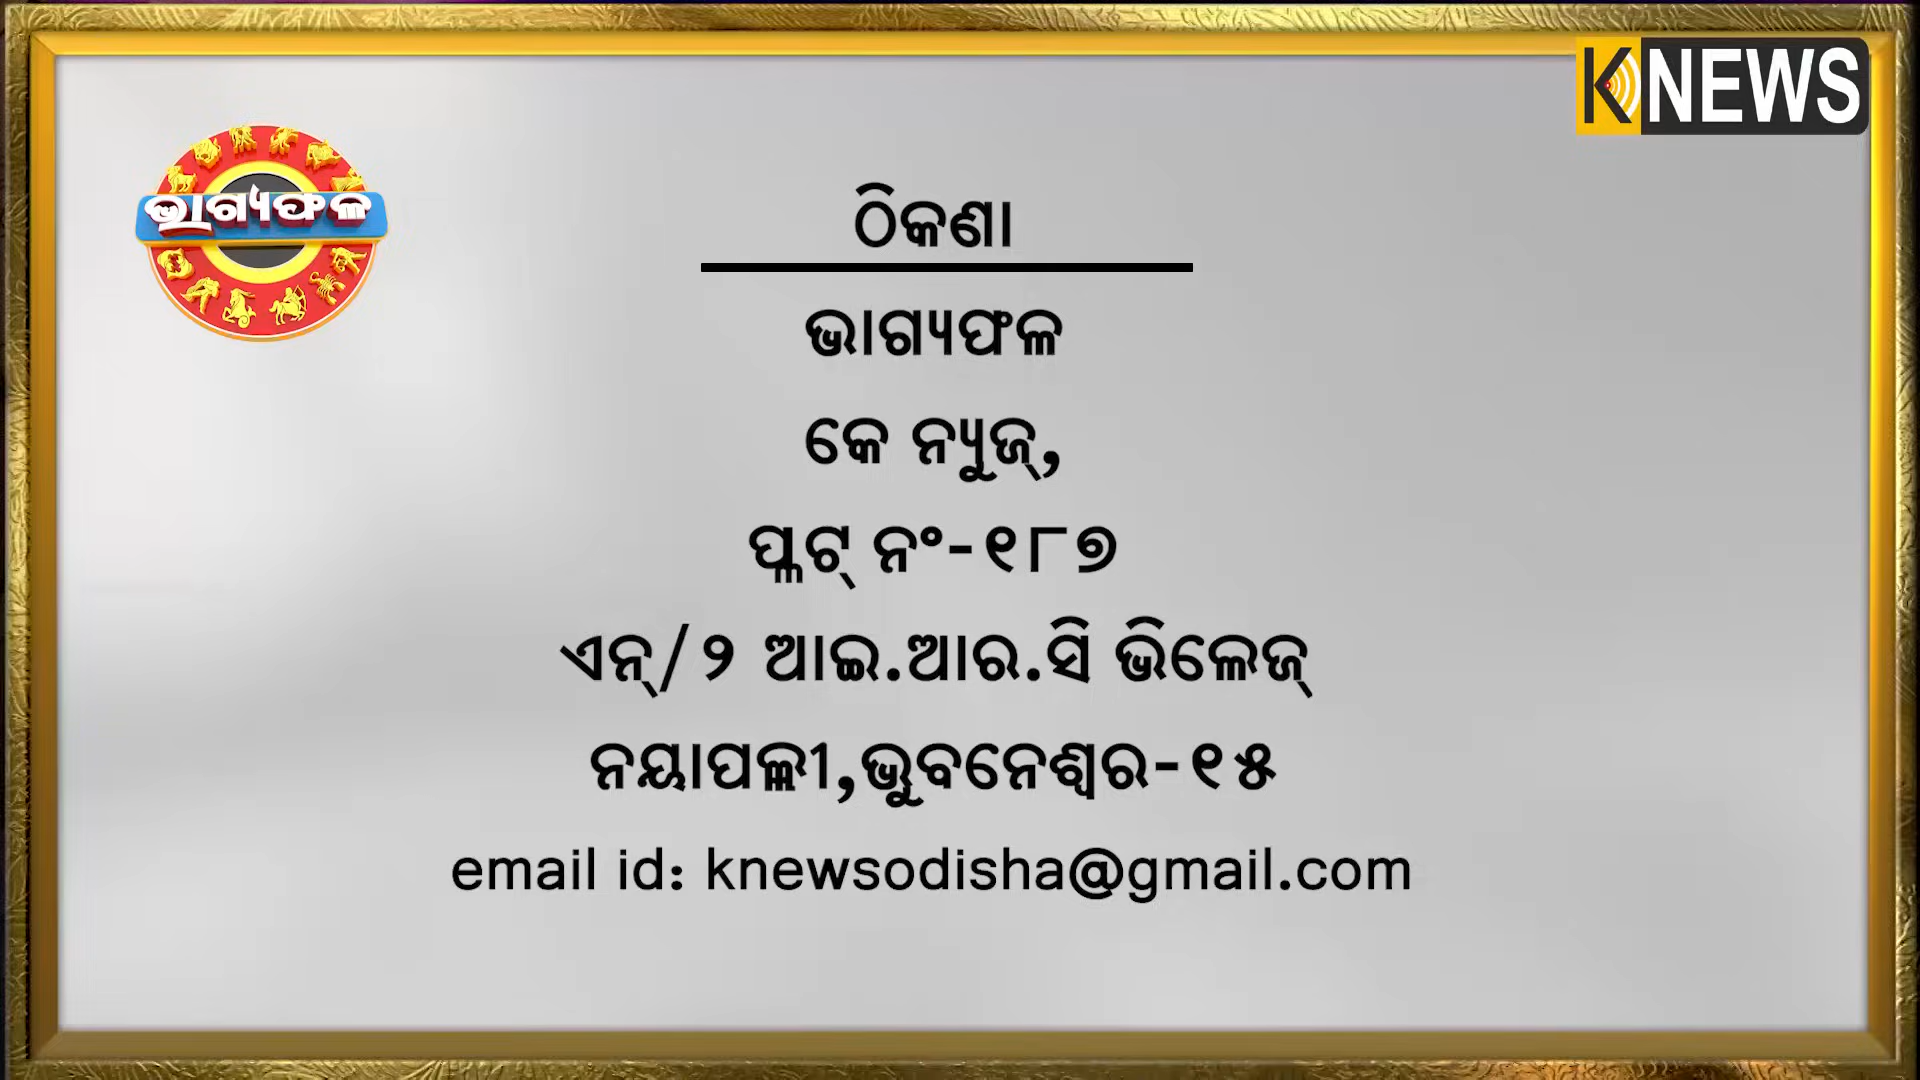 KNEWS
ଭାଗ୍ୟଫଳ
ଠିକଣା
ଭାଗ୍ୟଫଳ
କେ ନ୍ୟୁଜ୍,
ପ୍ଲଟ୍ ନଂ-୧୮୭
ଏନ୍/୨ ଆଇ.ଆର.ସି ଭିଲେଜ୍
ନୟାପଲ୍ଲୀ,ଭୁବନେଶ୍ୱର-୧୫
email id: knewsodisha@gmail.com